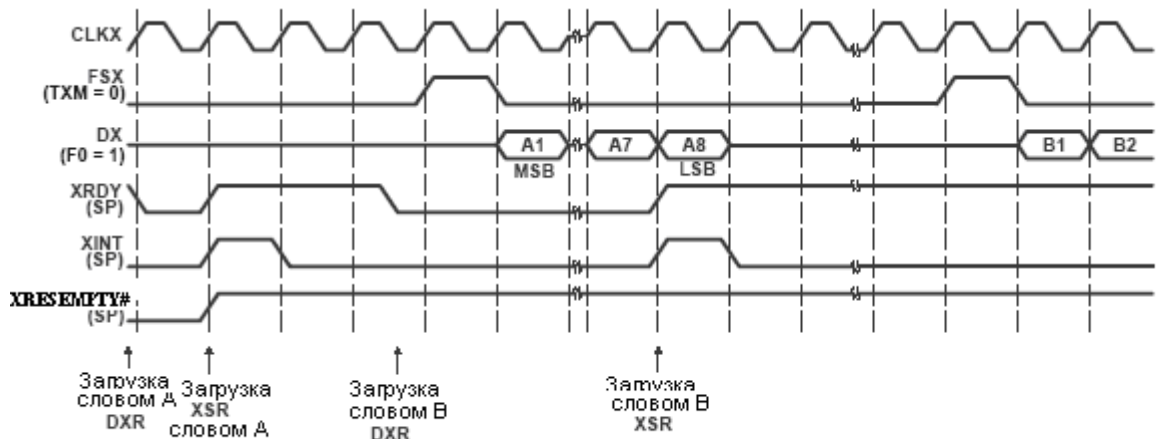 CLKX
FSX
(TXM = 0)
DX
(F0 = 1)
A1
A7
A8
B1
B2
MSB
LSB
XRDY
(SP)
XINT
(SP)
XRESEMPTY#
(SP)
Загрузка
словом A
DXR
Загрузка
XSR
словом A
Загрузка
словом B
DXR
Загрузка
словом B
XSR